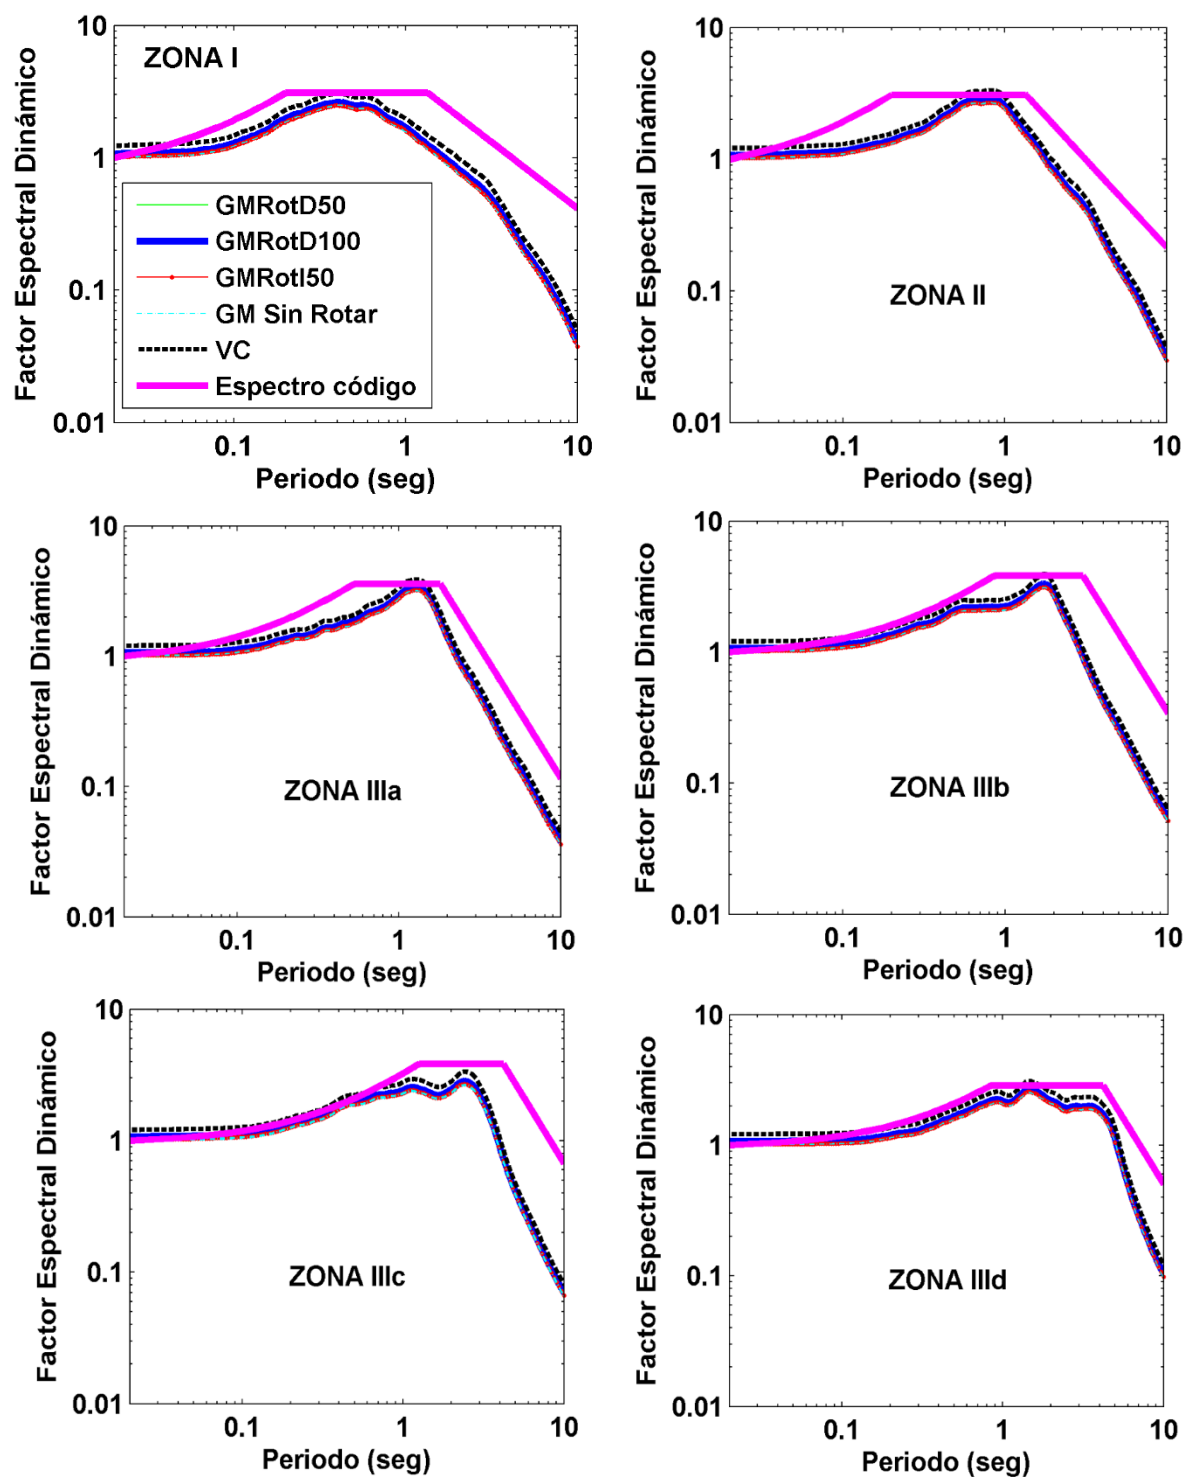 ZONA I
Factor Espectral Dinámico
10
1
0.1
0.01
GMRotD50
GMRotD100
GMRotI50
GM Sin Rotar
VC
Espectro código
0.1
1
10
Periodo (seg)
Factor Espectral Dinámico
10
1
0.1
0.01
ZONA II
0.1
1
10
Periodo (seg)
Factor Espectral Dinámico
10
1
0.1
0.01
ZONA IIIa
0.1
1
10
Periodo (seg)
Factor Espectral Dinámico
10
1
0.1
0.01
ZONA IIIb
0.1
1
10
Periodo (seg)
Factor Espectral Dinámico
10
1
0.1
0.01
ZONA IIIc
0.1
1
10
Periodo (seg)
Factor Espectral Dinámico
10
1
0.1
0.01
ZONA IIId
0.1
1
10
Periodo (seg)